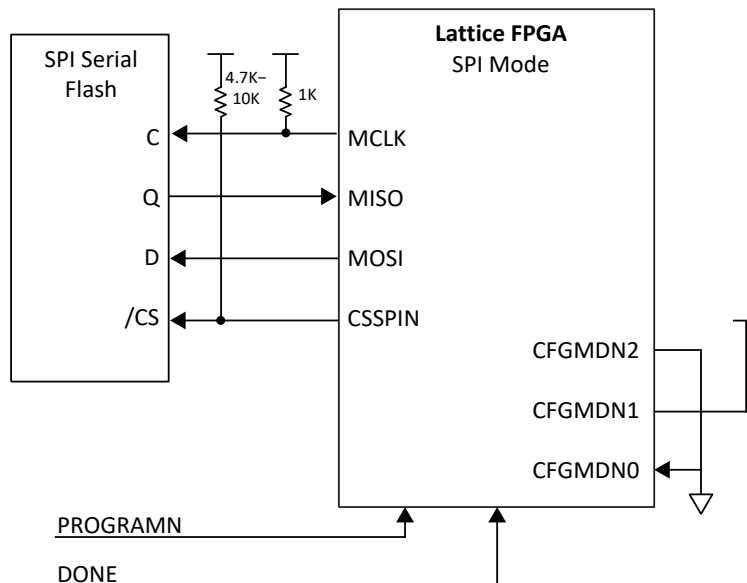 SPI Serial
Flash
4.7K–
10K
1K
Lattice FPGA
SPI Mode
C
MCLK
Q
MISO
D
MOSI
/CS
CSSPIN
CFGMDN2
CFGMDN1
CFGMDN0
PROGRAMN
DONE